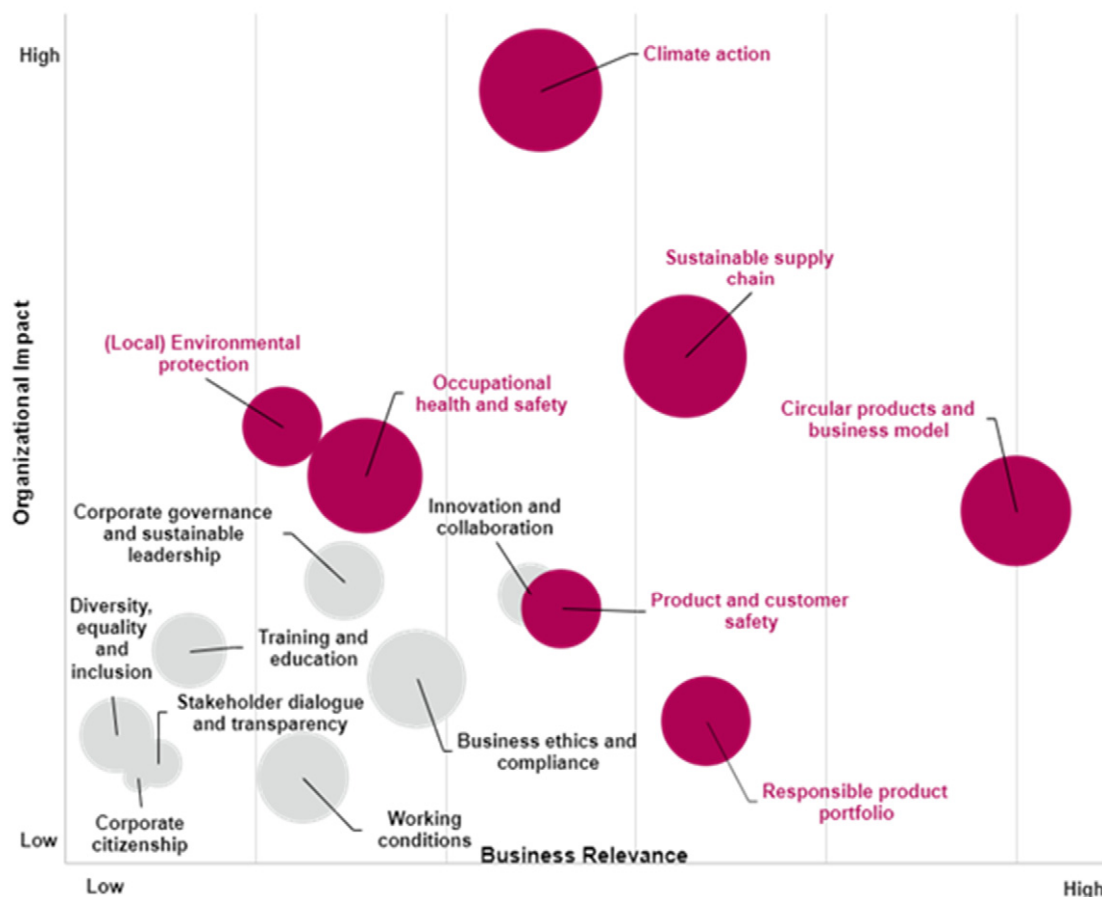 High
Climate action
Sustainable supply
chain
(Local) Environmental
protection
Occupational
health and safety
Circular products and
business model
Organizational Impact
Corporate governance
and sustainable
leadership
Innovation and
collaboration
Diversity,
equality
and
inclusion
Training and
education
Product and customer
safety
Stakeholder dialogue
and transparency
Business ethics and
compliance
Responsible product
portfolio
Corporate
citizenship
Working
conditions
Low
Business Relevance
Low
High